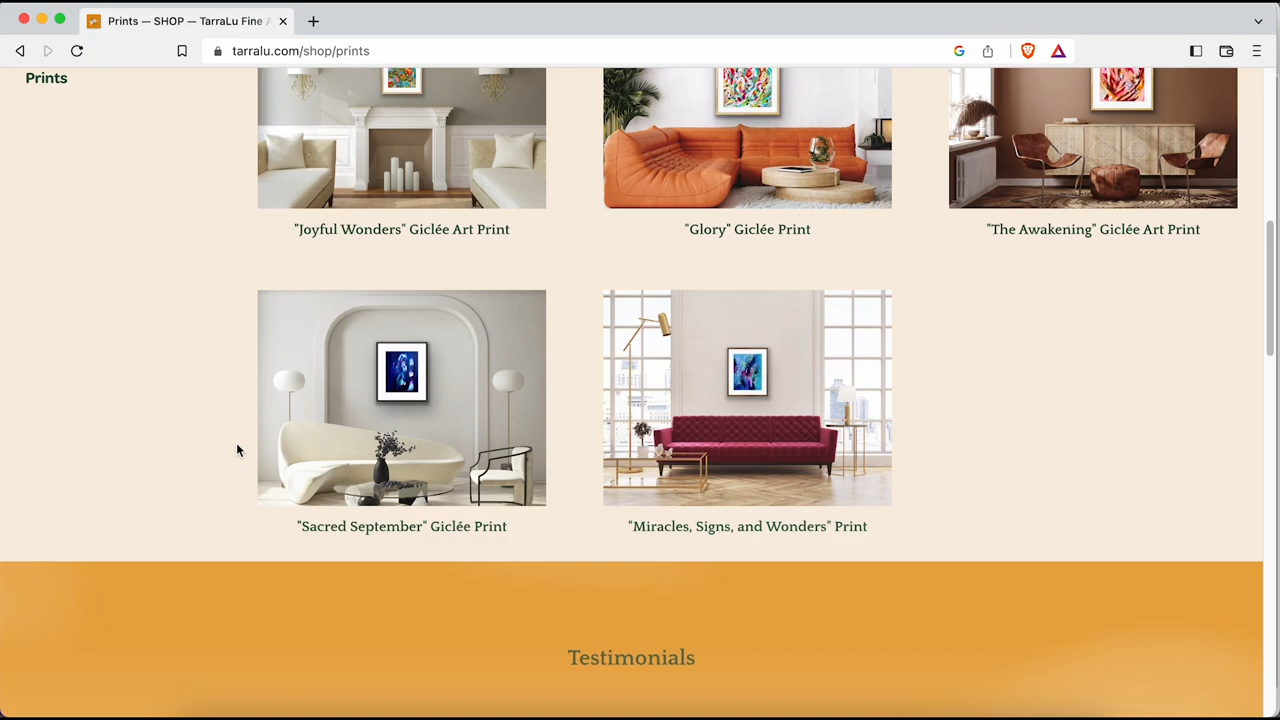 Prints — SHOP — TarraLu Fine A
tarralu.com/shop/prints
Prints
"Joyful Wonders" Giclée Art Print
"Glory" Giclée Print
"The Awakening" Giclée Art Print
"Sacred September" Giclée Print
"Miracles, Signs, and Wonders" Print
Testimonials